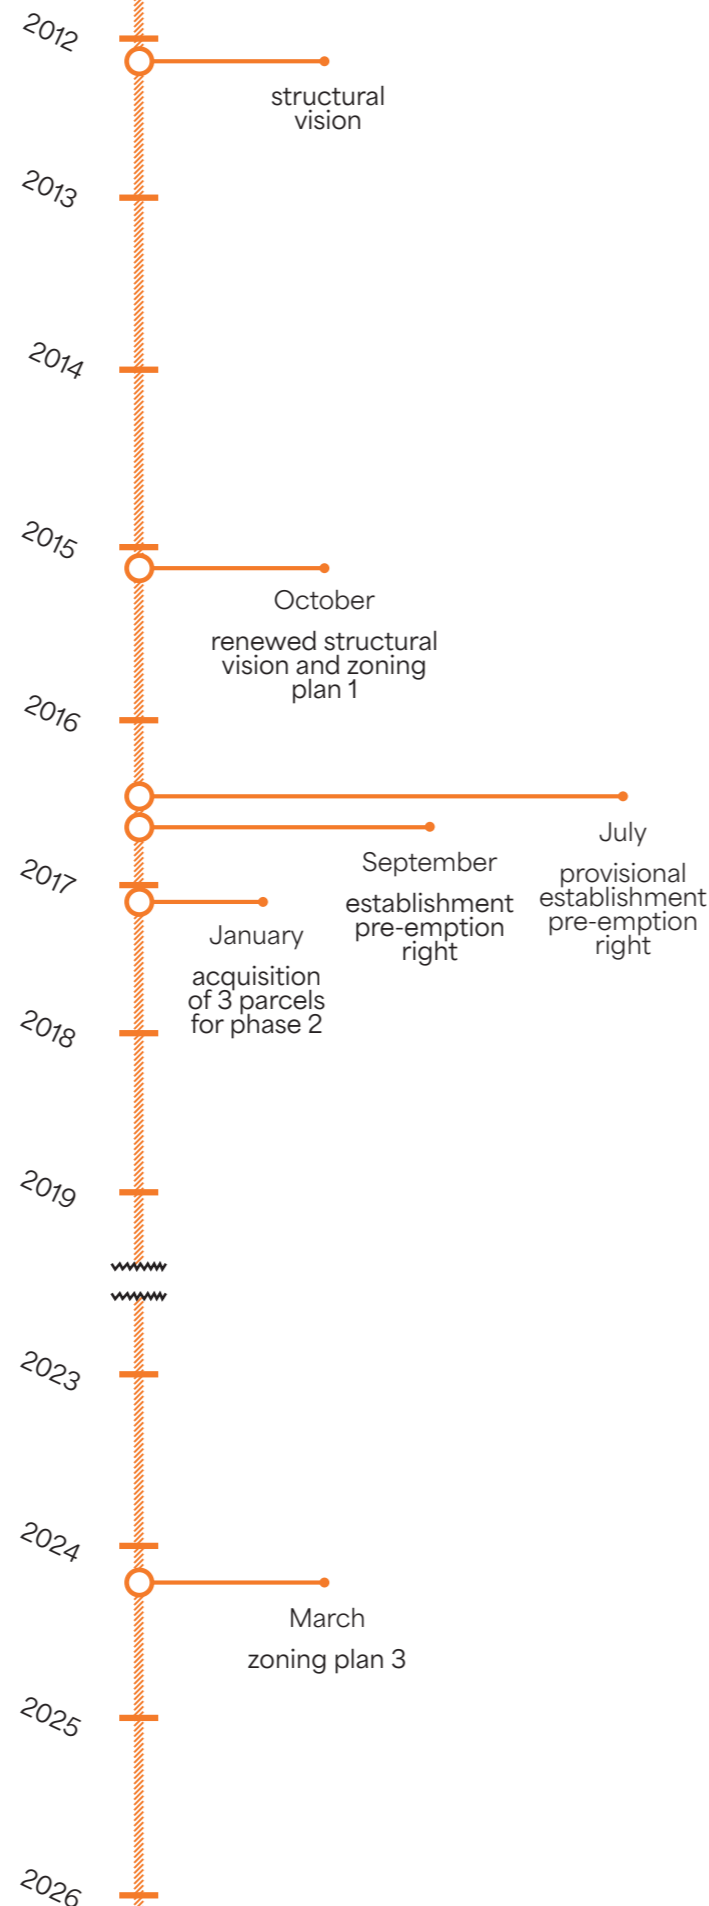 2012
structural
vision
2013
2014
2015
October
renewed structural
vision and zoning
plan 1
2016
July
provisional
establishment
pre-emption
right
September
establishment
pre-emption
right
2017
January
acquisition
of 3 parcels
for phase 2
2018
2019
2023
2024
March
zoning plan 3
2025
2026